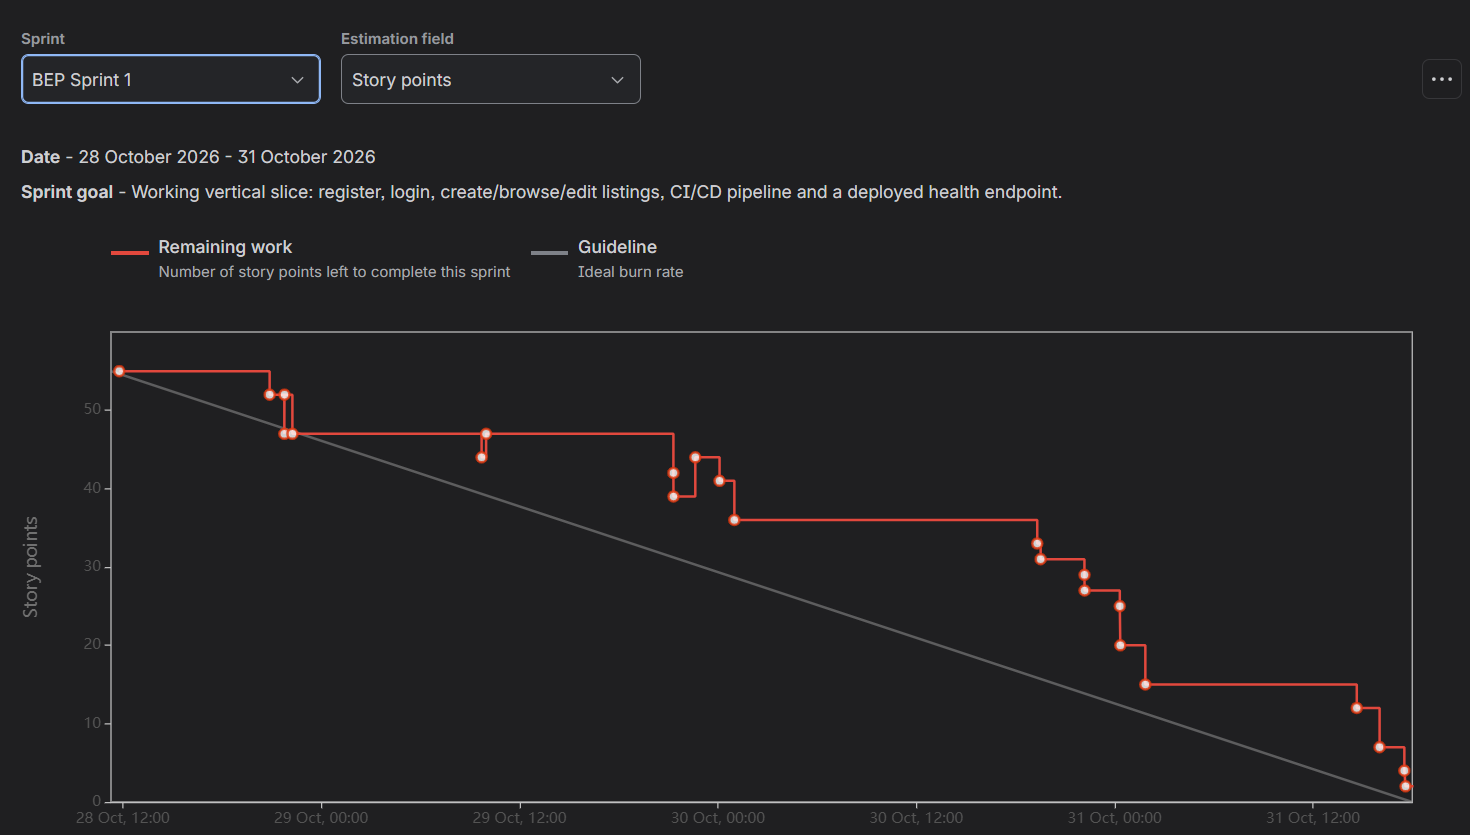 Sprint
Estimation field
BEP Sprint 1
Story points
Date - 28 October 2026 - 31 October 2026
Sprint goal - Working vertical slice: register, login, create/browse/edit listings, CI/CD pipeline and a deployed health endpoint.
Remaining work
Number of story points left to complete this sprint
Guideline
Ideal burn rate
Story points
50
40
30
20
10
0
28 Oct, 12:00
29 Oct, 00:00
29 Oct, 12:00
30 Oct, 00:00
30 Oct, 12:00
31 Oct, 00:00
31 Oct, 12:00